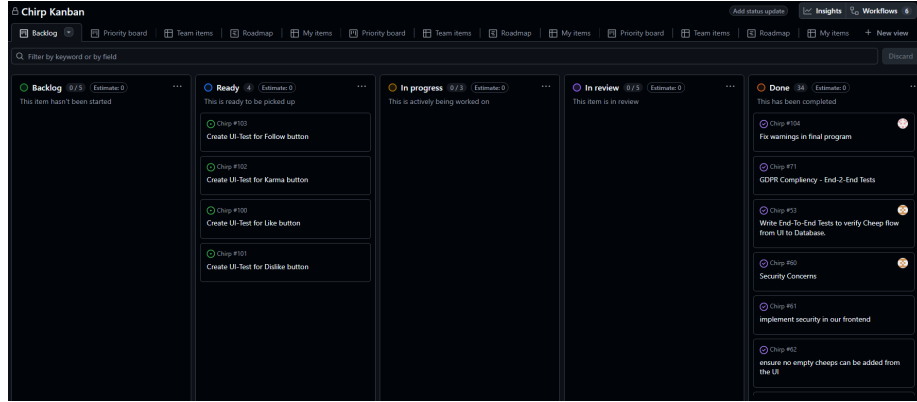 Chirp Kanban
Add status update
Insights
Workflows 6
Backlog
Priority board
Team items
Roadmap
My items
Priority board
Team items
Roadmap
My items
Priority board
Team items
Roadmap
My items
+ New view
Filter by keyword or by field
Discard
Backlog 0 / 5 Estimate: 0
This item hasn't been started
Ready 4 Estimate: 0
This is ready to be picked up
Chirp #103
Create UI-Test for Follow button
Chirp #102
Create UI-Test for Karma button
Chirp #100
Create UI-Test for Like button
Chirp #101
Create UI-Test for Dislike button
In progress 0 / 3 Estimate: 0
This is actively being worked on
In review 0 / 5 Estimate: 0
This item is in review
Done 34 Estimate: 0
This has been completed
Chirp #104
Fix warnings in final program
Chirp #71
GDPR Compliency - End-2-End Tests
Chirp #53
Write End-To-End Tests to verify Cheep flow
from UI to Database.
Chirp #60
Security Concerns
Chirp #61
implement security in our frontend
Chirp #62
ensure no empty cheeps can be added from
the UI